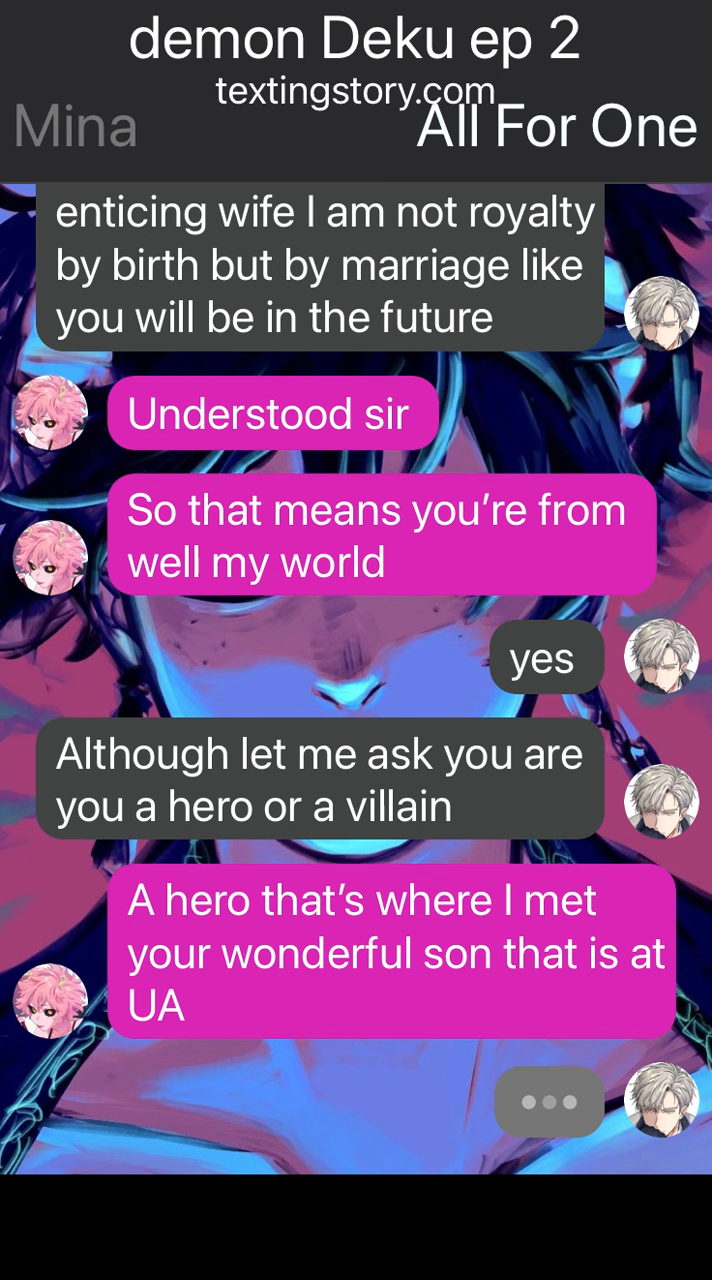 demon Deku ep 2
textingstory.com
Mina
All For One
enticing wife I am not royalty
by birth but by marriage like
you will be in the future
Understood sir
So that means you’re from
well my world
yes
Although let me ask you are
you a hero or a villain
A hero that’s where I met
your wonderful son that is at
UA